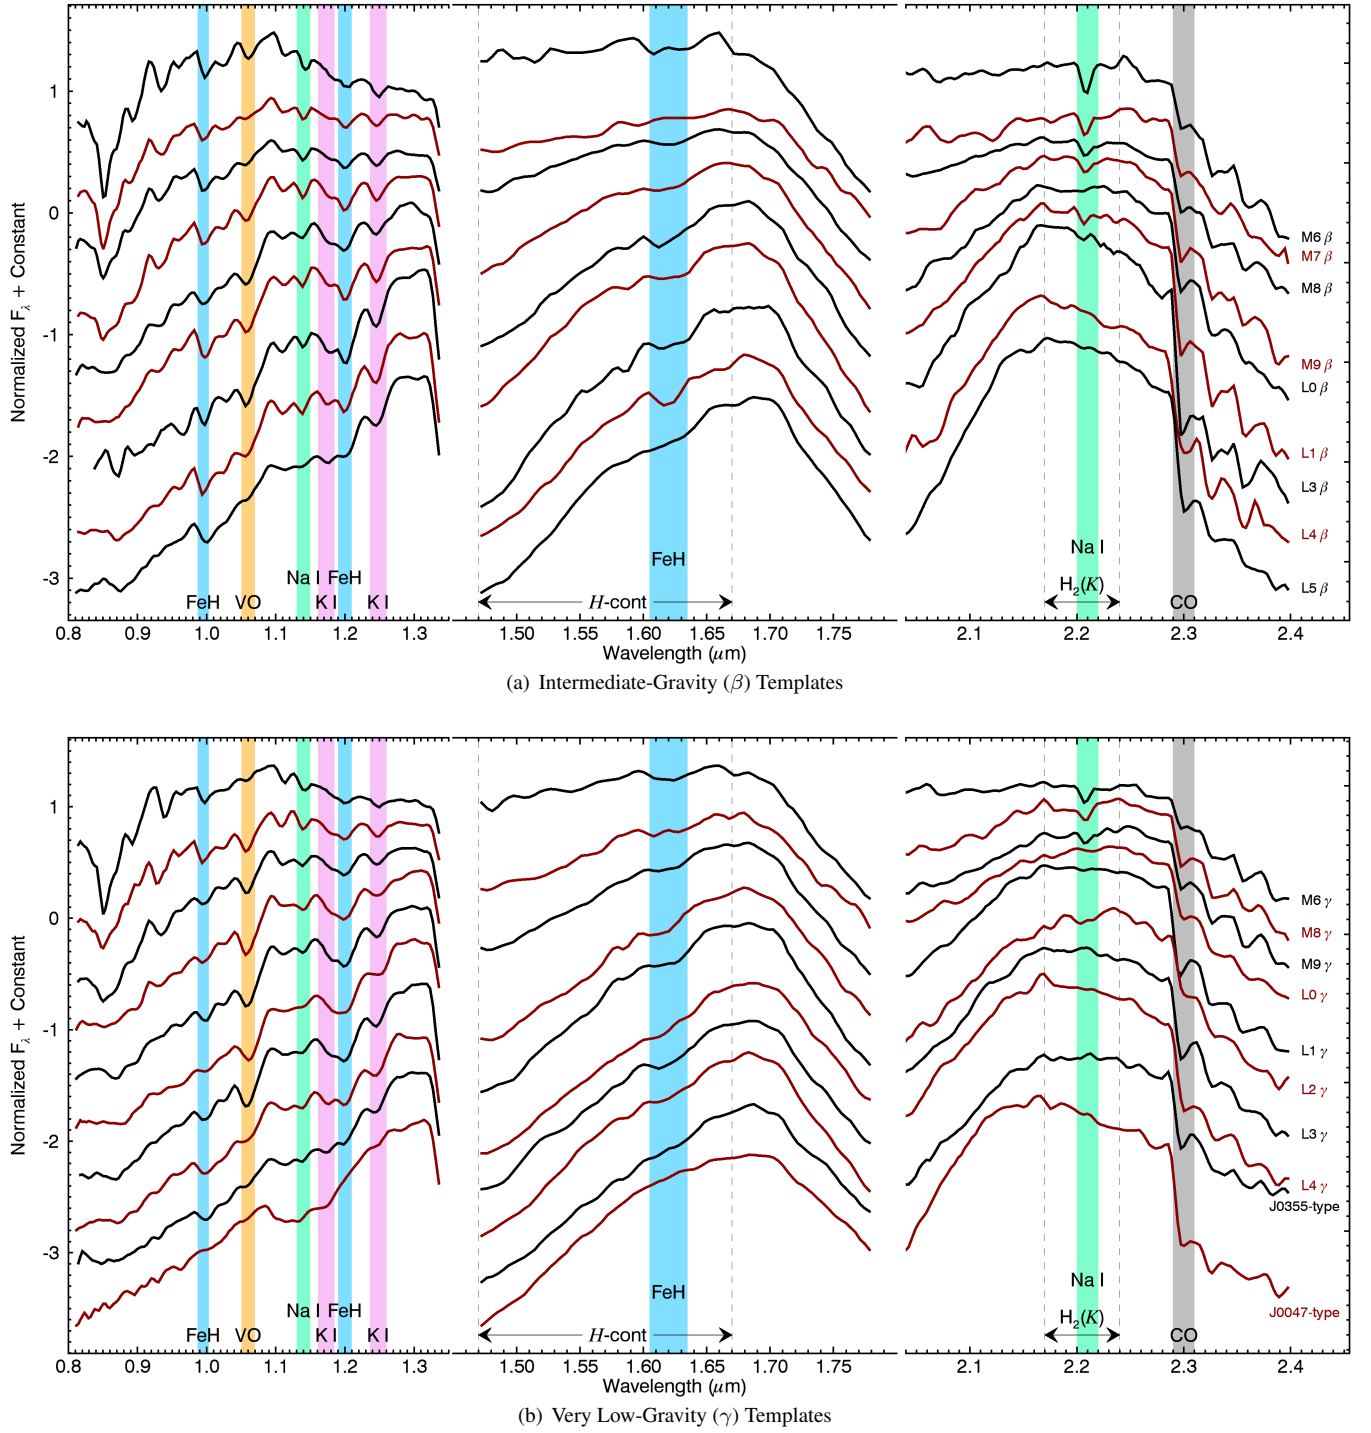 1
0
-1
-2
-3
Normalized Fλ + Constant
M6 β
M7 β
M8 β
M9 β
L0 β
L1 β
L3 β
L4 β
L5 β
FeH
Na I
Na I FeH
H2(K)
FeH VO K I K I
H-cont
CO
0.8 0.9 1.0 1.1 1.2 1.3 1.50 1.55 1.60 1.65 1.70 1.75 2.1 2.2 2.3 2.4
Wavelength (μm)
(a) Intermediate-Gravity (β) Templates
1
0
-1
-2
-3
Normalized Fλ + Constant
M6 γ
M8 γ
M9 γ
L0 γ
L1 γ
L2 γ
L3 γ
L4 γ
J0355-type
J0047-type
Na I
FeH
Na I FeH
H2(K)
FeH VO K I K I
H-cont
CO
0.8 0.9 1.0 1.1 1.2 1.3 1.50 1.55 1.60 1.65 1.70 1.75 2.1 2.2 2.3 2.4
Wavelength (μm)
(b) Very Low-Gravity (γ) Templates